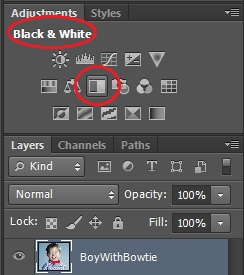 Adjustments Styles
Black & White
Layers Channels Paths
Kind
Normal Opacity: 100%
Lock: Fill: 100%
BoyWithBowtie